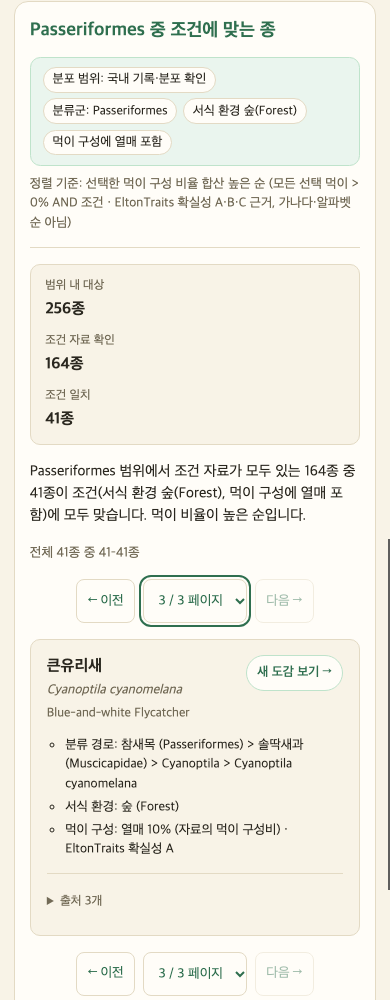 Passeriformes 중 조건에 맞는 종
분포 범위: 국내 기록·분포 확인
분류군: Passeriformes
서식 환경 숲(Forest)
먹이 구성에 열매 포함
정렬 기준: 선택한 먹이 구성 비율 합산 높은 순 (모든 선택 먹이 >
0% AND 조건 · EltonTraits 확실성 A·B·C 근거, 가나다·알파벳
순 아님)
범위 내 대상
256종
조건 자료 확인
164종
조건 일치
41종
Passeriformes 범위에서 조건 자료가 모두 있는 164종 중
41종이 조건(서식 환경 숲(Forest), 먹이 구성에 열매 포
함)에 모두 맞습니다. 먹이 비율이 높은 순입니다.
전체 41종 중 41-41종
← 이전
3 / 3 페이지
다음 →
큰유리새
새 도감 보기 →
Cyanoptila cyanomelana
Blue-and-white Flycatcher
◦ 분류 경로: 참새목 (Passeriformes) > 솔딱새과
(Muscicapidae) > Cyanoptila > Cyanoptila
cyanomelana
◦ 서식 환경: 숲 (Forest)
◦ 먹이 구성: 열매 10% (자료의 먹이 구성비) ·
EltonTraits 확실성 A
▶ 출처 3개
← 이전
3 / 3 페이지
다음 →